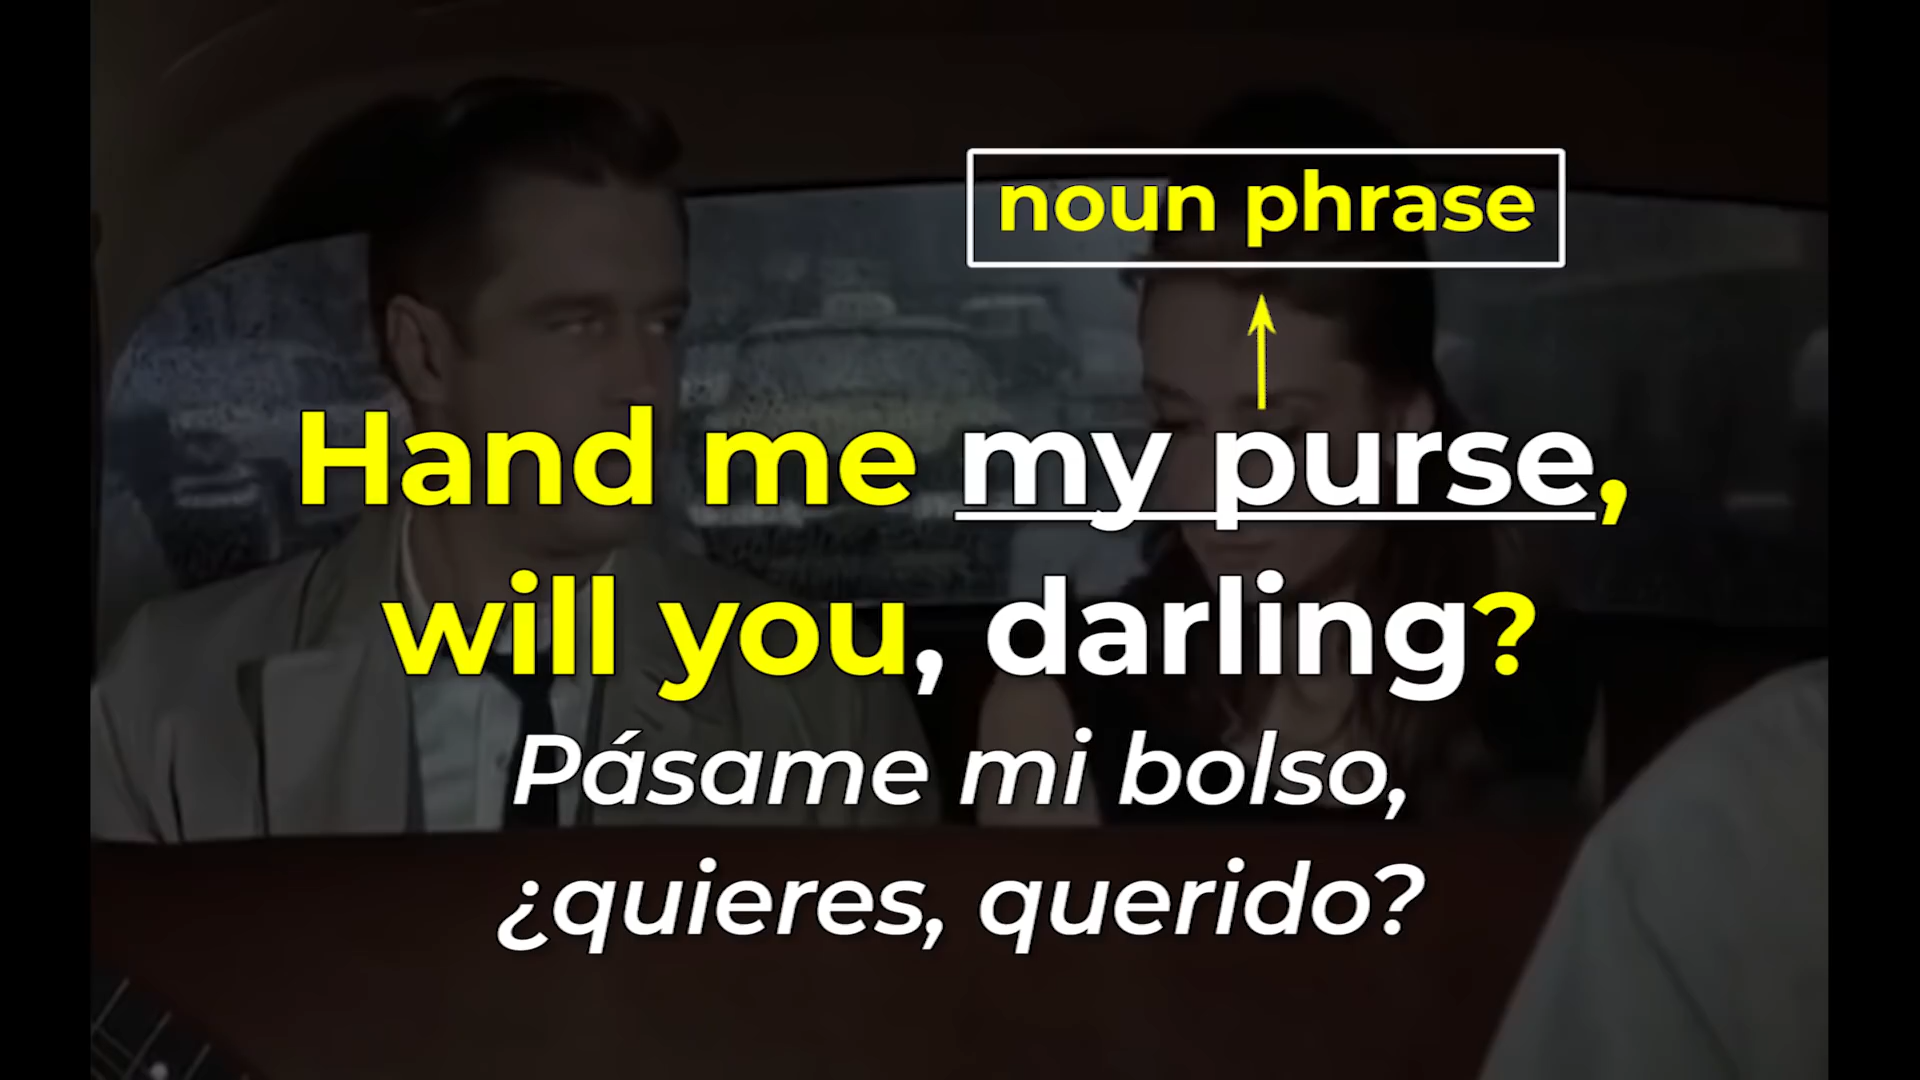 noun phrase
Hand me my purse,
will you, darling?
Pásame mi bolso,
¿quieres, querido?